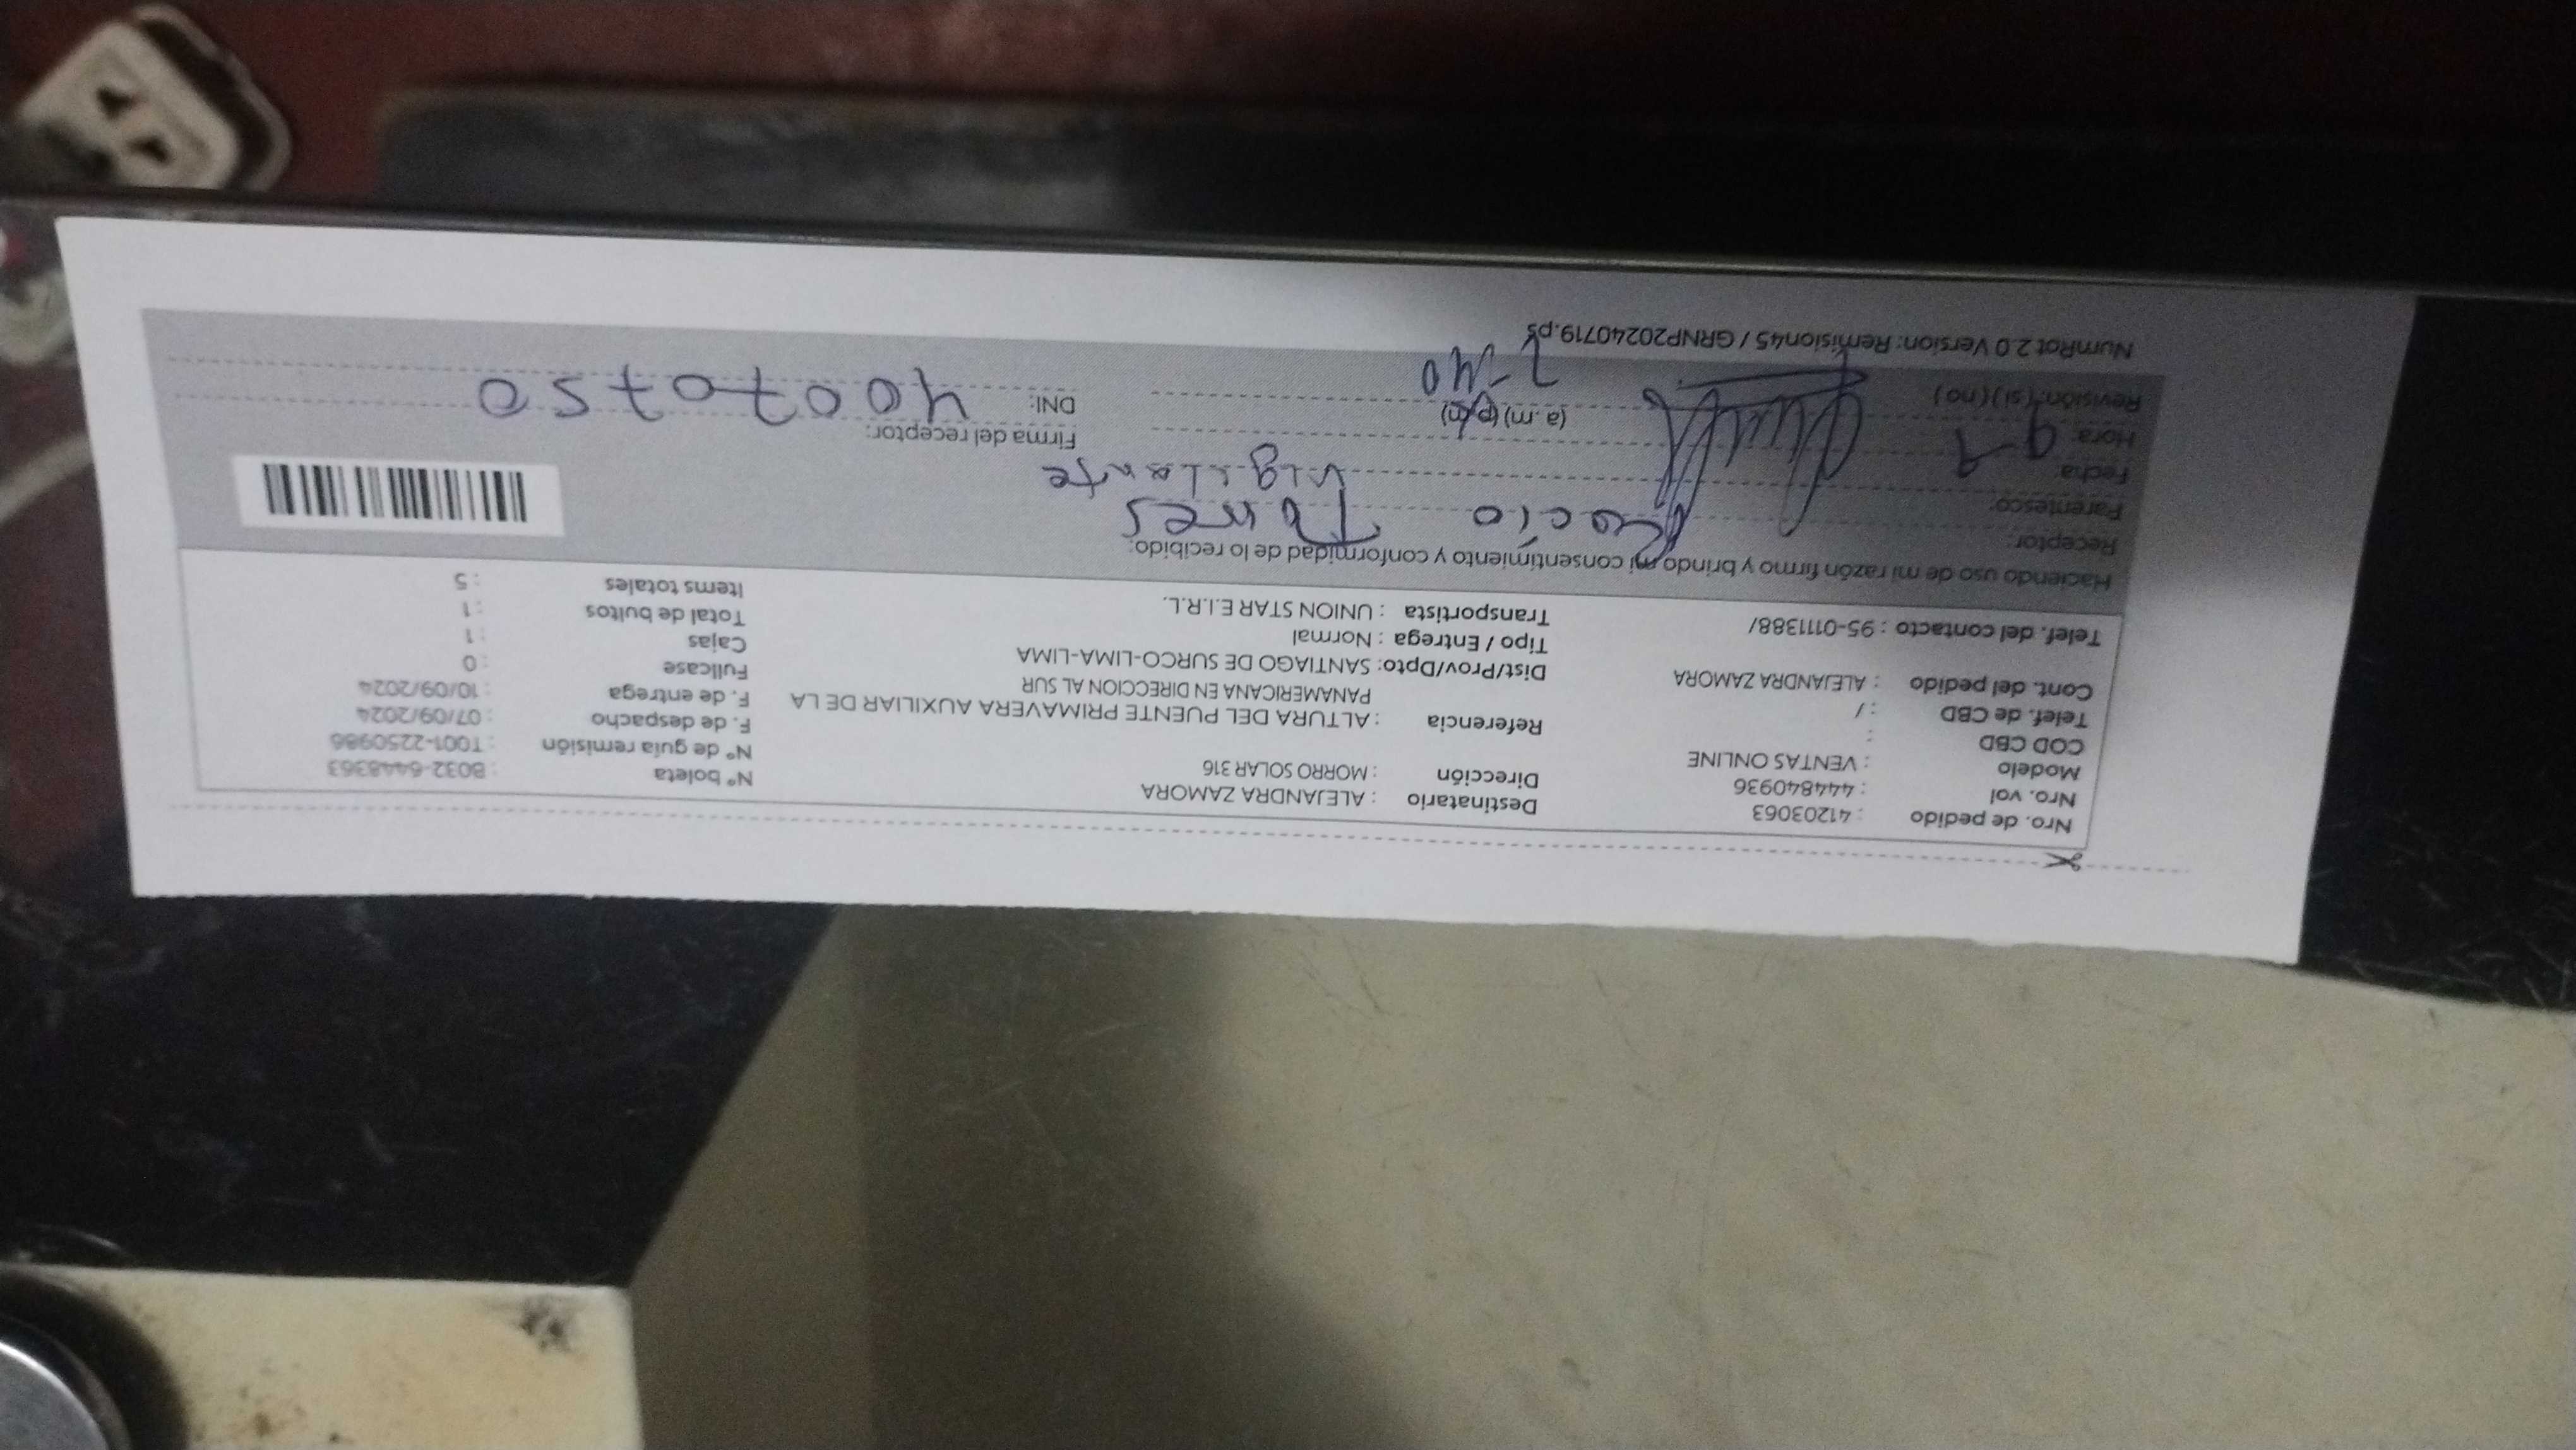 Nro. de pedido : 41203063
Nro. vol : 444840936
Modelo : VENTAS ONLINE
COD CBD :
Telef. de CBD : /
Cont. del pedido : ALEJANDRA ZAMORA
Telef. del contacto : 95-0111388/
Destinatario : ALEJANDRA ZAMORA
Dirección : MORRO SOLAR 316
Referencia : ALTURA DEL PUENTE PRIMAVERA AUXILIAR DE LA
PANAMERICANA EN DIRECCION AL SUR
Dist/Prov/Dpto: SANTIAGO DE SURCO-LIMA-LIMA
Tipo / Entrega : Normal
Transportista : UNION STAR E.I.R.L.
Nº boleta : B032-6448363
Nº de guía remisión : T001-2250986
F. de despacho : 07/09/2024
F. de entrega : 10/09/2024
Fullcase : 0
Cajas : 1
Total de bultos : 1
Items totales : 5
Haciendo uso de mi razón firmo y brindo mi consentimiento y conformidad de lo recibido:
Receptor: Rocio Torres
Parentesco: Vigilante
Fecha: 9-
Hora: (a.m) (p.m) 7-40
Revisión: (si) (no)
Firma del receptor:
DNI: 40070750
NumRot 2.0 Version: Remision45 / GRNP20240719.ps